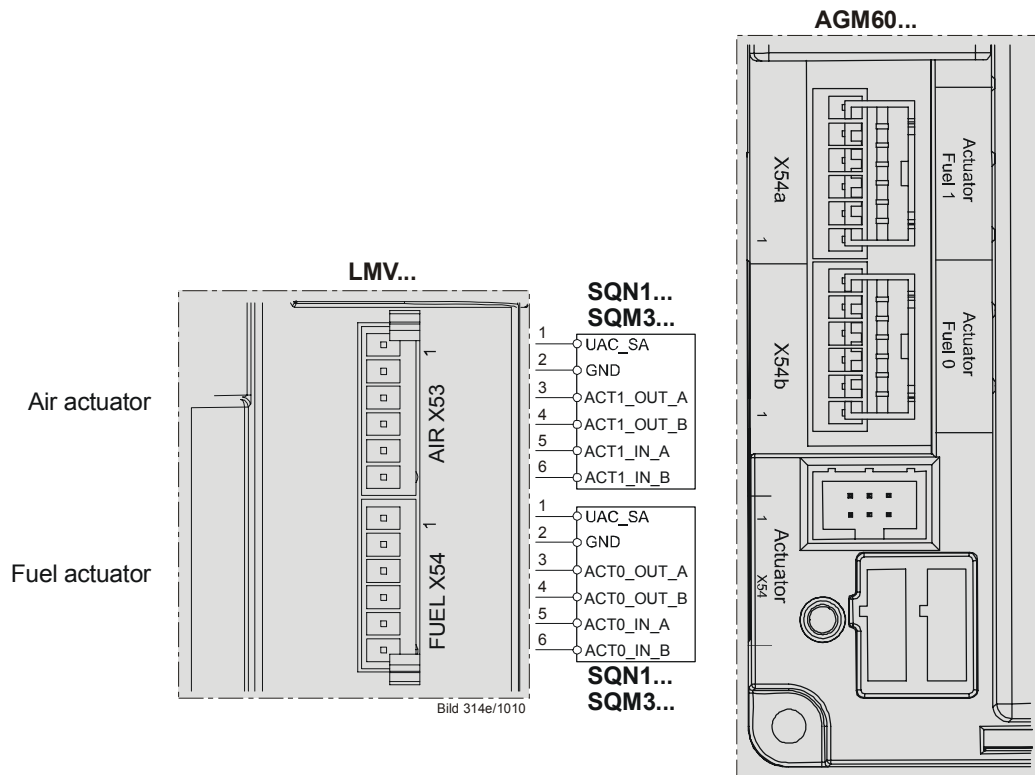 AGM60...
X54a
1
Actuator
Fuel 1
X54b
1
Actuator
Fuel 0
Actuator
X54
1
LMV...
Air actuator
AIR X53
1
Fuel actuator
FUEL X54
1
Bild 314e/1010
SQN1...
SQM3...
1 UAC_SA
2 GND
3 ACT1_OUT_A
4 ACT1_OUT_B
5 ACT1_IN_A
6 ACT1_IN_B
1 UAC_SA
2 GND
3 ACT0_OUT_A
4 ACT0_OUT_B
5 ACT0_IN_A
6 ACT0_IN_B
SQN1...
SQM3...